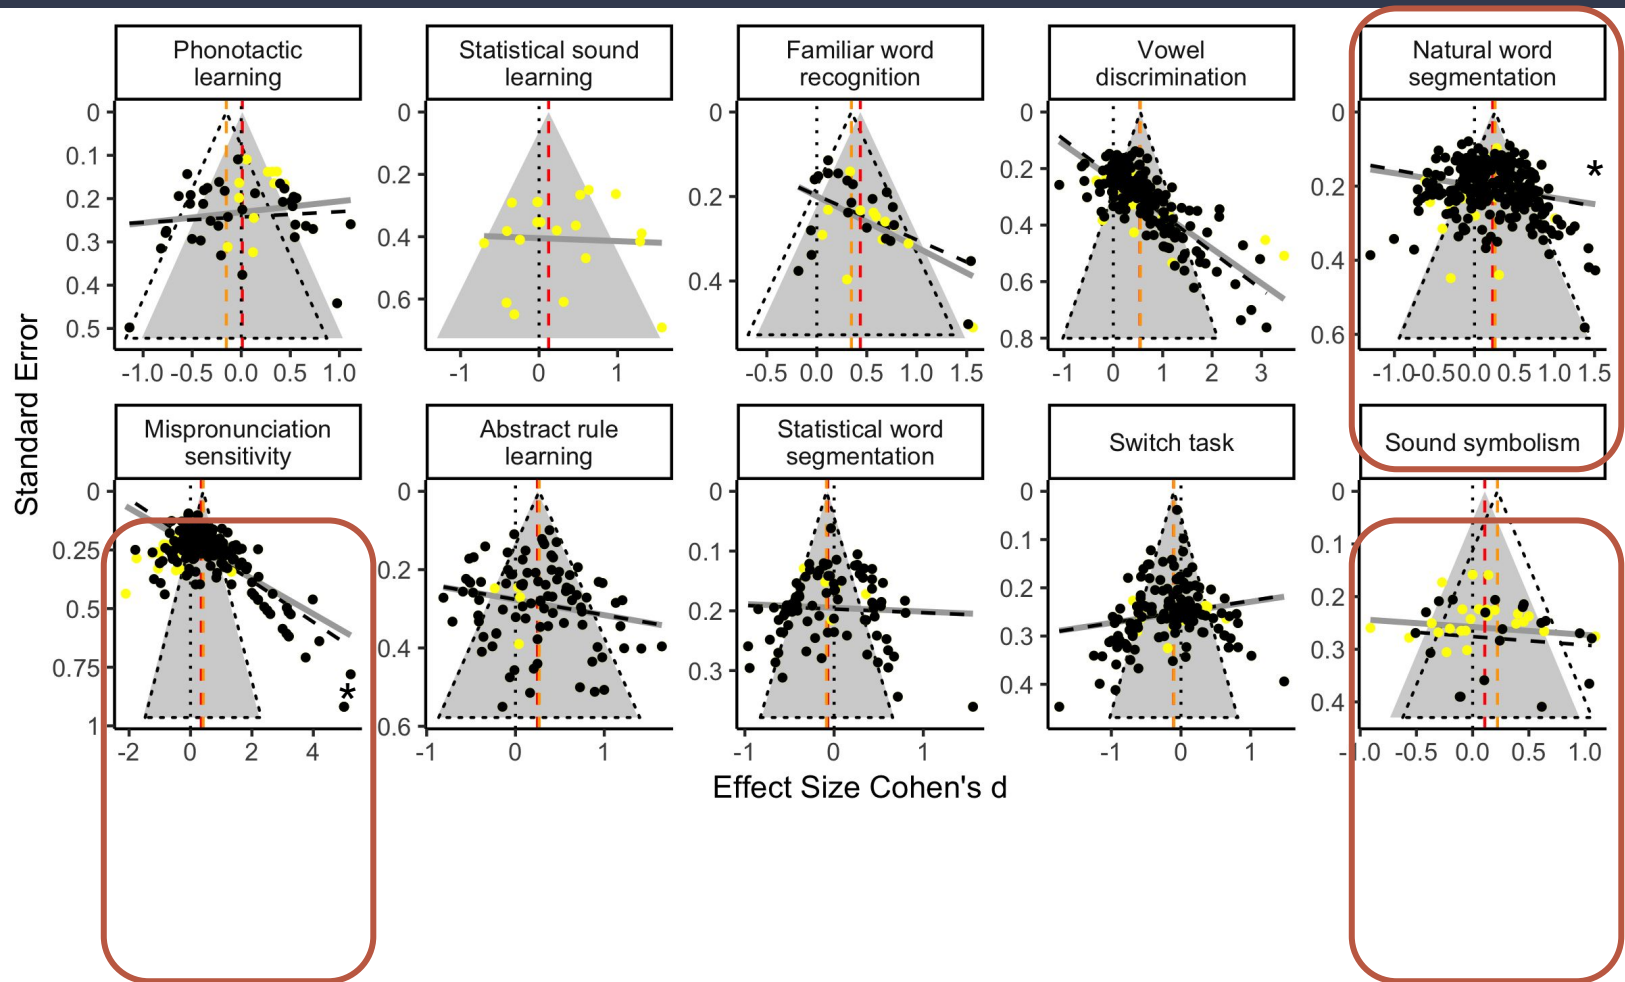 Phonotactic
learning
Statistical sound
learning
Familiar word
recognition
Vowel
discrimination
Natural word
segmentation
0
0.1
0.2
0.3
0.4
0.5
-1.0 -0.5 0.0 0.5 1.0
0
0.2
0.4
0.6
-1 0 1
0
0.2
0.4
-0.5 0.0 0.5 1.0 1.5
0
0.2
0.4
0.6
0.8
-1 0 1 2 3
0
0.2
0.4
0.6
*
-1.0 -0.5 0.0 0.5 1.0 1.5
Standard Error
Mispronunciation
sensitivity
Abstract rule
learning
Statistical word
segmentation
Switch task
Sound symbolism
0
0.25
0.5
0.75
1
*
-2 0 2 4
0
0.2
0.4
0.6
-1 0 1
0
0.1
0.2
0.3
-1 0 1
0
0.1
0.2
0.3
0.4
-1 0 1
0
0.1
0.2
0.3
0.4
-1.0 -0.5 0.0 0.5 1.0
Effect Size Cohen's d